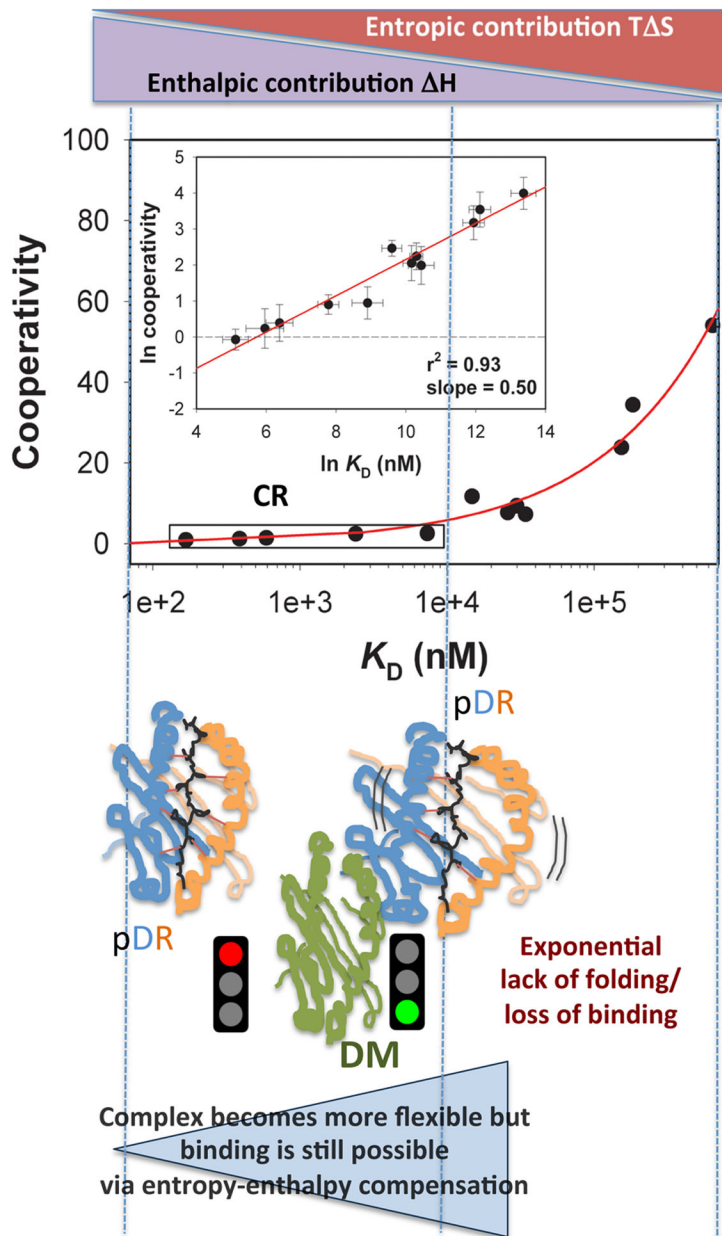 Entropic contribution TΔS
Enthalpic contribution ΔH
100
80
60
40
20
0
Cooperativity
5
4
3
2
1
0
-1
-2
ln cooperativity
r² = 0.93
slope = 0.50
4 6 8 10 12 14
ln K_D (nM)
CR
1e+2 1e+3 1e+4 1e+5
K_D (nM)
pDR
pDR
DM
Exponential
lack of folding/
loss of binding
Complex becomes more flexible but
binding is still possible
via entropy-enthalpy compensation